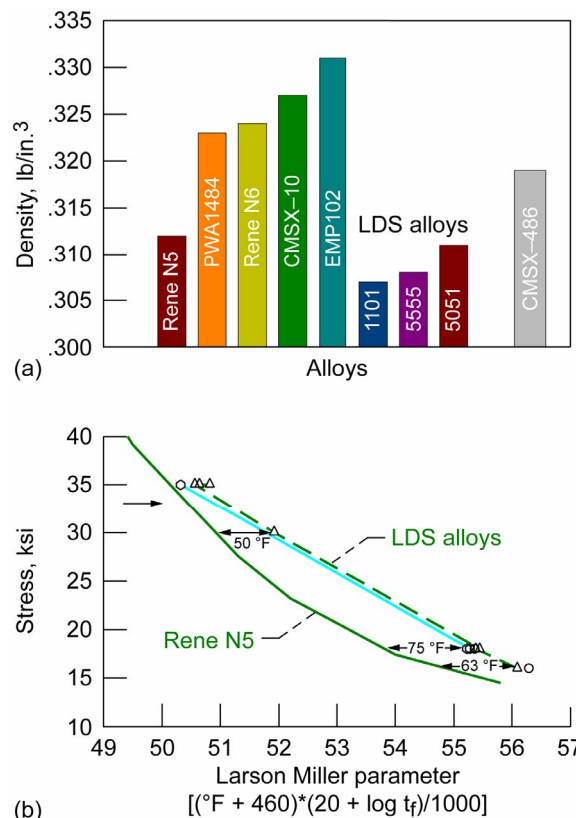 .335
.330
.325
.320
.315
.310
.305
.300
Density, lb/in.3
Rene N5
PWA1484
Rene N6
CMSX–10
EMP102
LDS alloys
1101
5555
5051
CMSX–486
(a)
Alloys
40
35
30
25
20
15
10
Stress, ksi
50 °F
LDS alloys
Rene N5
75 °F
63 °F
49 50 51 52 53 54 55 56 57
Larson Miller parameter
(b)
[(°F + 460)*(20 + log tf)/1000]